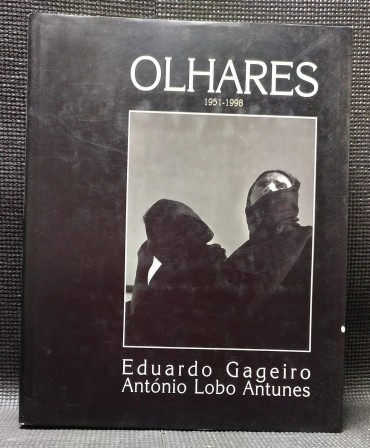 OLHARES
1951-1998
Eduardo Gageiro
António Lobo Antunes